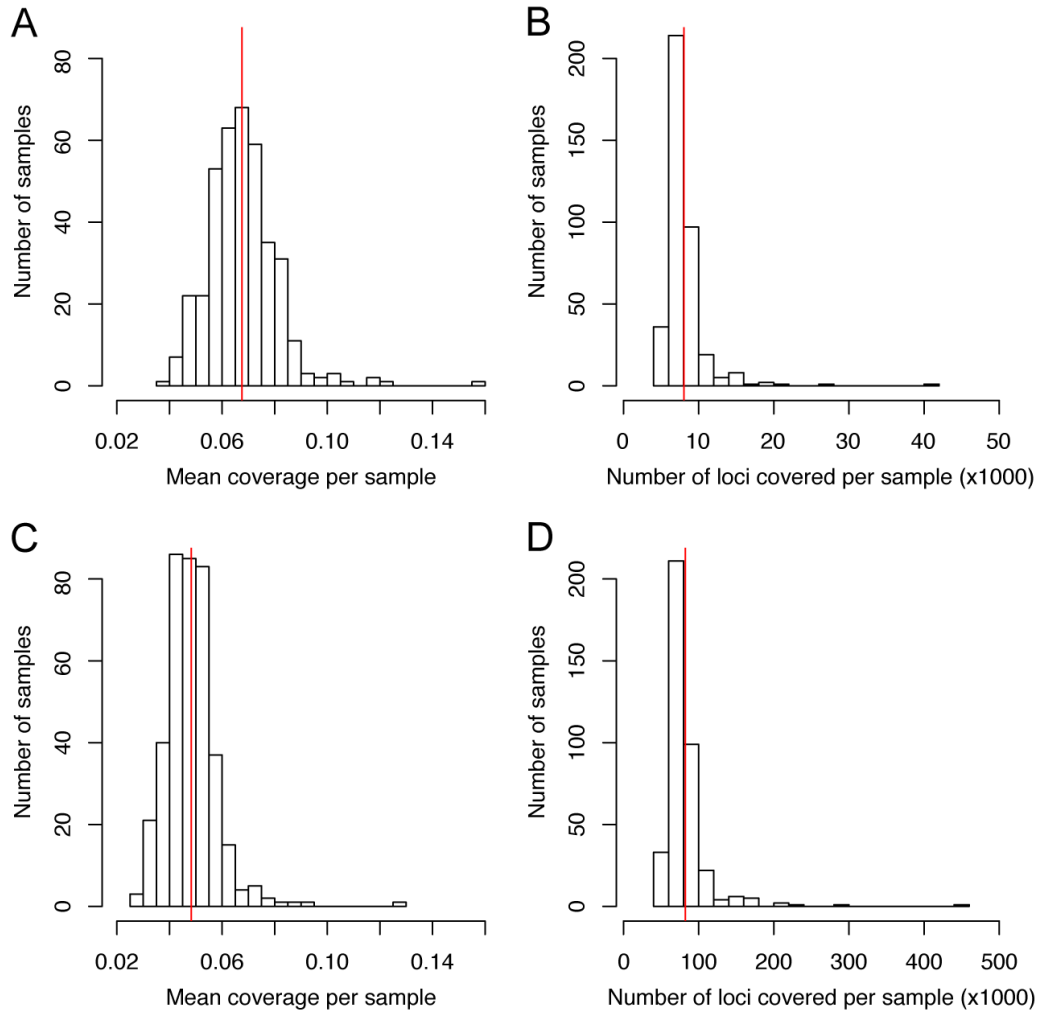 A
Number of samples
0 20 40 60 80
0.02 0.06 0.10 0.14
Mean coverage per sample
B
Number of samples
0 50 100 150 200
0 10 20 30 40 50
Number of loci covered per sample (x1000)
C
Number of samples
0 20 40 60 80
0.02 0.06 0.10 0.14
Mean coverage per sample
D
Number of samples
0 50 100 150 200
0 100 200 300 400 500
Number of loci covered per sample (x1000)